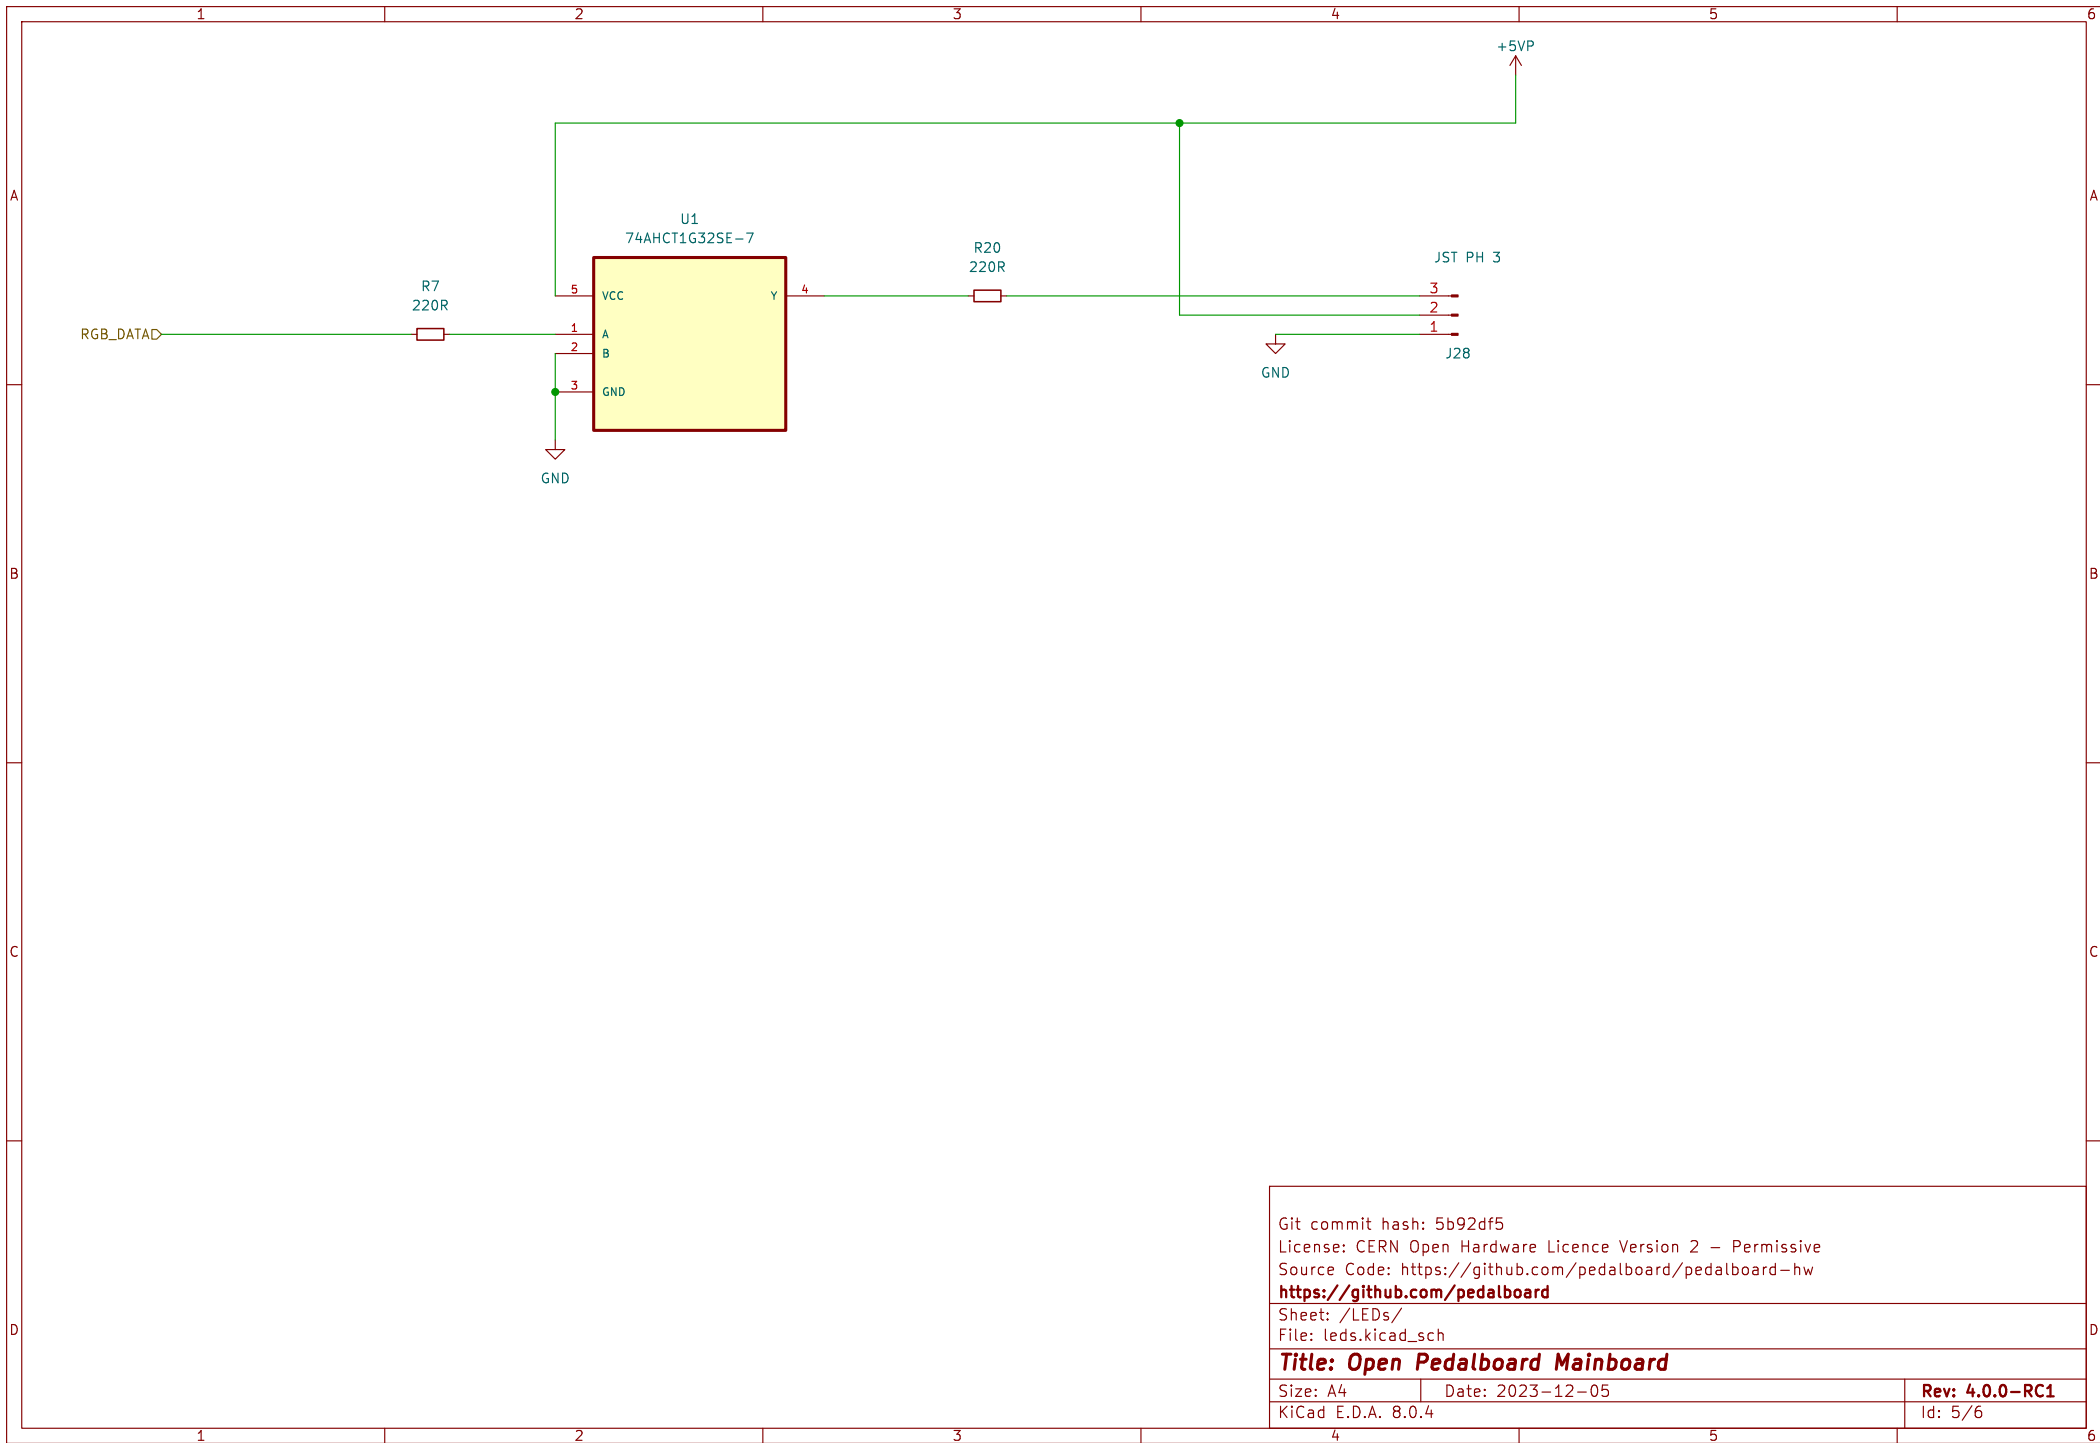 1 2 3 4 5 6
+5VP
A A
U1
74AHCT1G32SE-7
R20
220R
JST PH 3
R7
220R
5 VCC Y 4
3
2
RGB_DATA
1 A
1
2 B
J28
GND
3 GND
GND
B B
C C
Git commit hash: 5b92df5
License: CERN Open Hardware Licence Version 2 - Permissive
Source Code: https://github.com/pedalboard/pedalboard-hw
https://github.com/pedalboard
Sheet: /LEDs/
D D
File: leds.kicad_sch
Title: Open Pedalboard Mainboard
Size: A4 Date: 2023-12-05 Rev: 4.0.0-RC1
KiCad E.D.A. 8.0.4 Id: 5/6
1 2 3 4 5 6